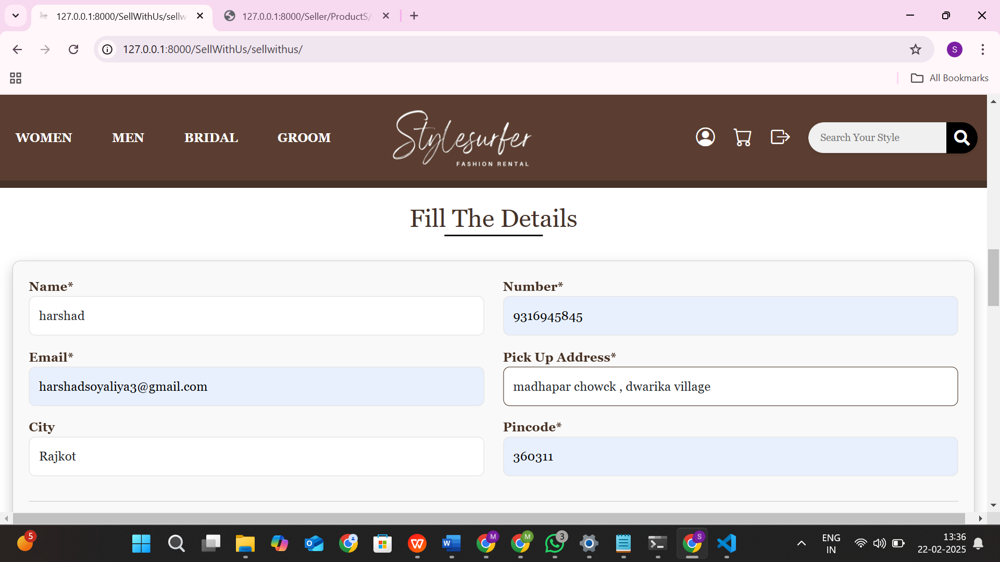 127.0.0.1:8000/SellWithUs/sellw
127.0.0.1:8000/Seller/ProductS/
127.0.0.1:8000/SellWithUs/sellwithus/
S
All Bookmarks
WOMEN MEN BRIDAL GROOM
Stylesurfer
FASHION RENTAL
Search Your Style
Fill The Details
Name*
harshad
Number*
9316945845
Email*
harshadsoyaliya3@gmail.com
Pick Up Address*
madhapar chowck , dwarika village
City
Rajkot
Pincode*
360311
5
W
M
M
3
S
ENG
IN
13:36
22-02-2025